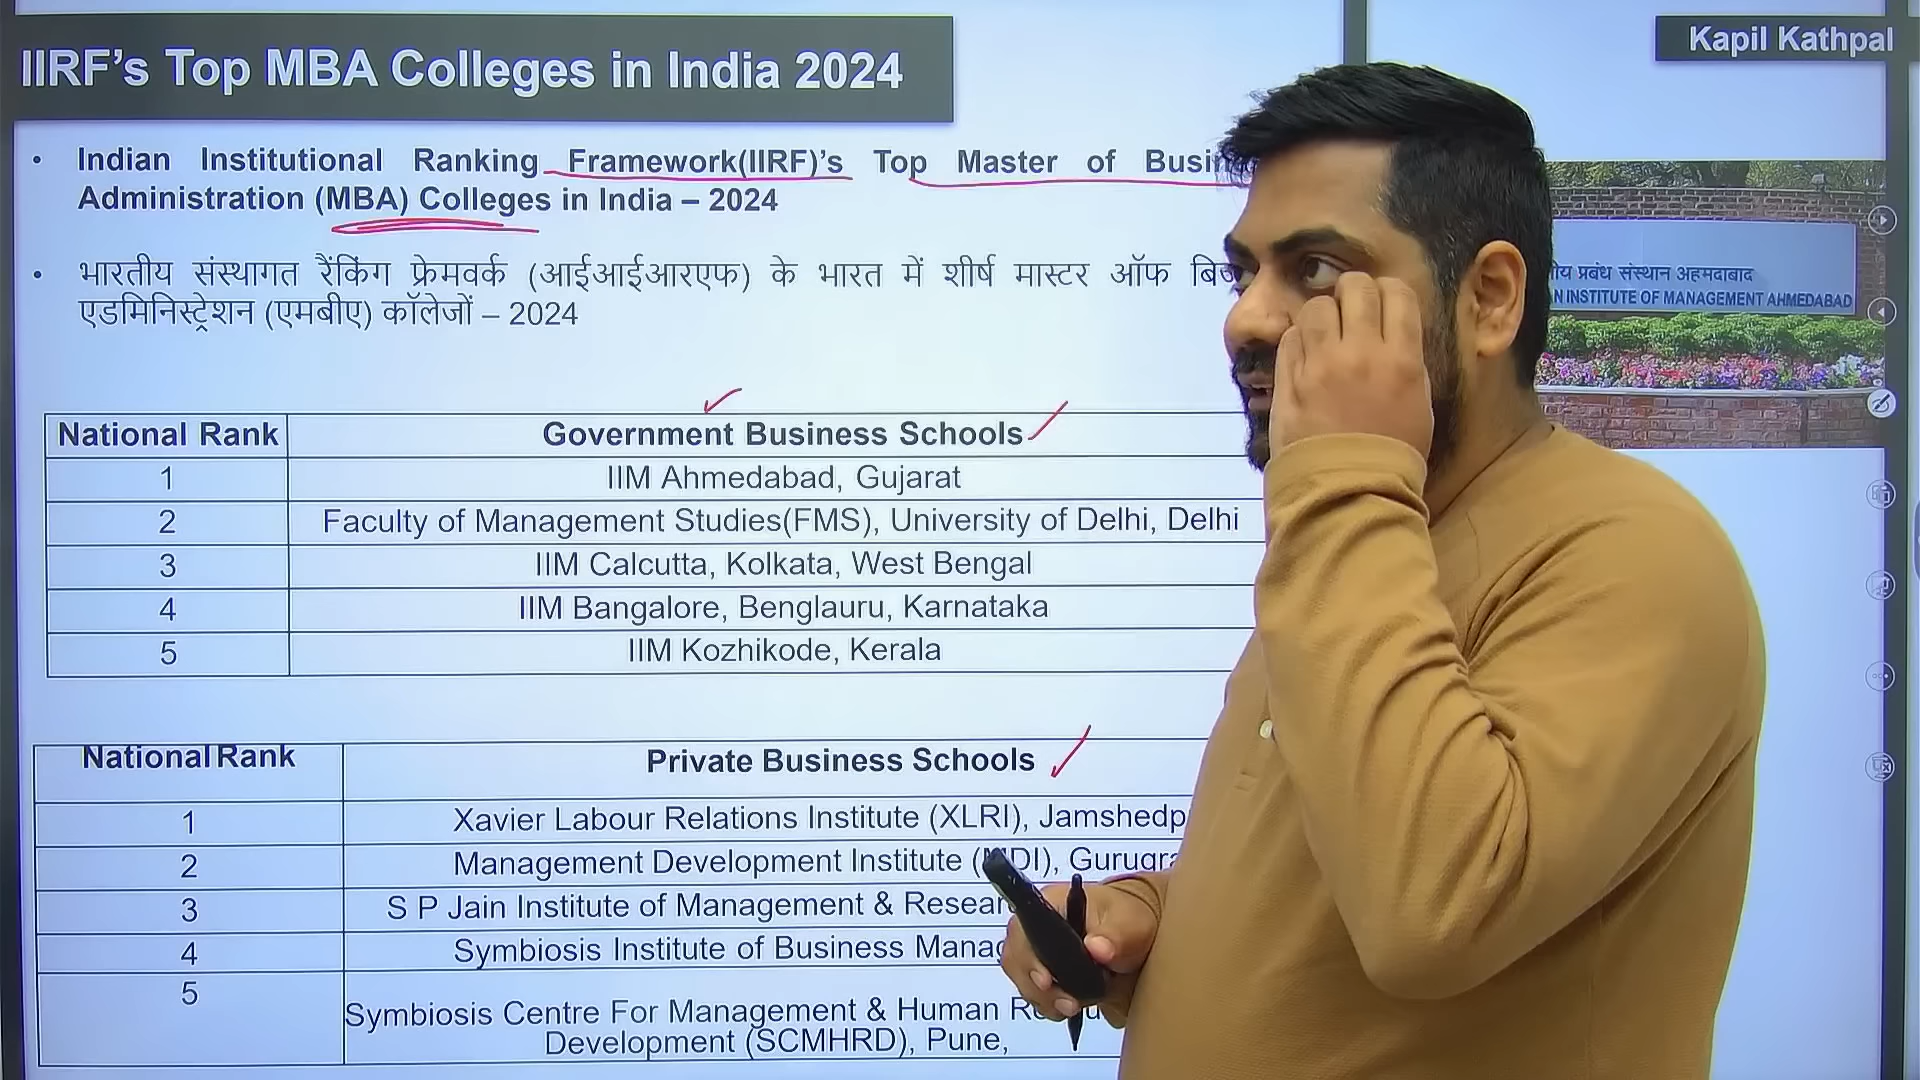 IIRF's Top MBA Colleges in India 2024
Kapil Kathpal
• Indian Institutional Ranking Framework(IIRF)'s Top Master of
Administration (MBA) Colleges in India – 2024
• भारतीय संस्थागत रैंकिंग फ्रेमवर्क (आईआईआरएफ) के भारत में शीर्ष मास्टर ऑफ
एडमिनिस्ट्रेशन (एमबीए) कॉलेजों – 2024
प्रबंध संस्थान अहमदाबाद
INSTITUTE OF MANAGEMENT AHMEDABAD
National Rank Government Business Schools
1 IIM Ahmedabad, Gujarat
2 Faculty of Management Studies(FMS), University of Delhi, Delhi
3 IIM Calcutta, Kolkata, West Bengal
4 IIM Bangalore, Benglauru, Karnataka
5 IIM Kozhikode, Kerala
National Rank Private Business Schools
1 Xavier Labour Relations Institute (XLRI),
2 Management Development Institute (MDI),
3 S P Jain Institute of Management &
4 Symbiosis Institute of Business
5
Symbiosis Centre For Management & Human
Development (SCMHRD), Pune,